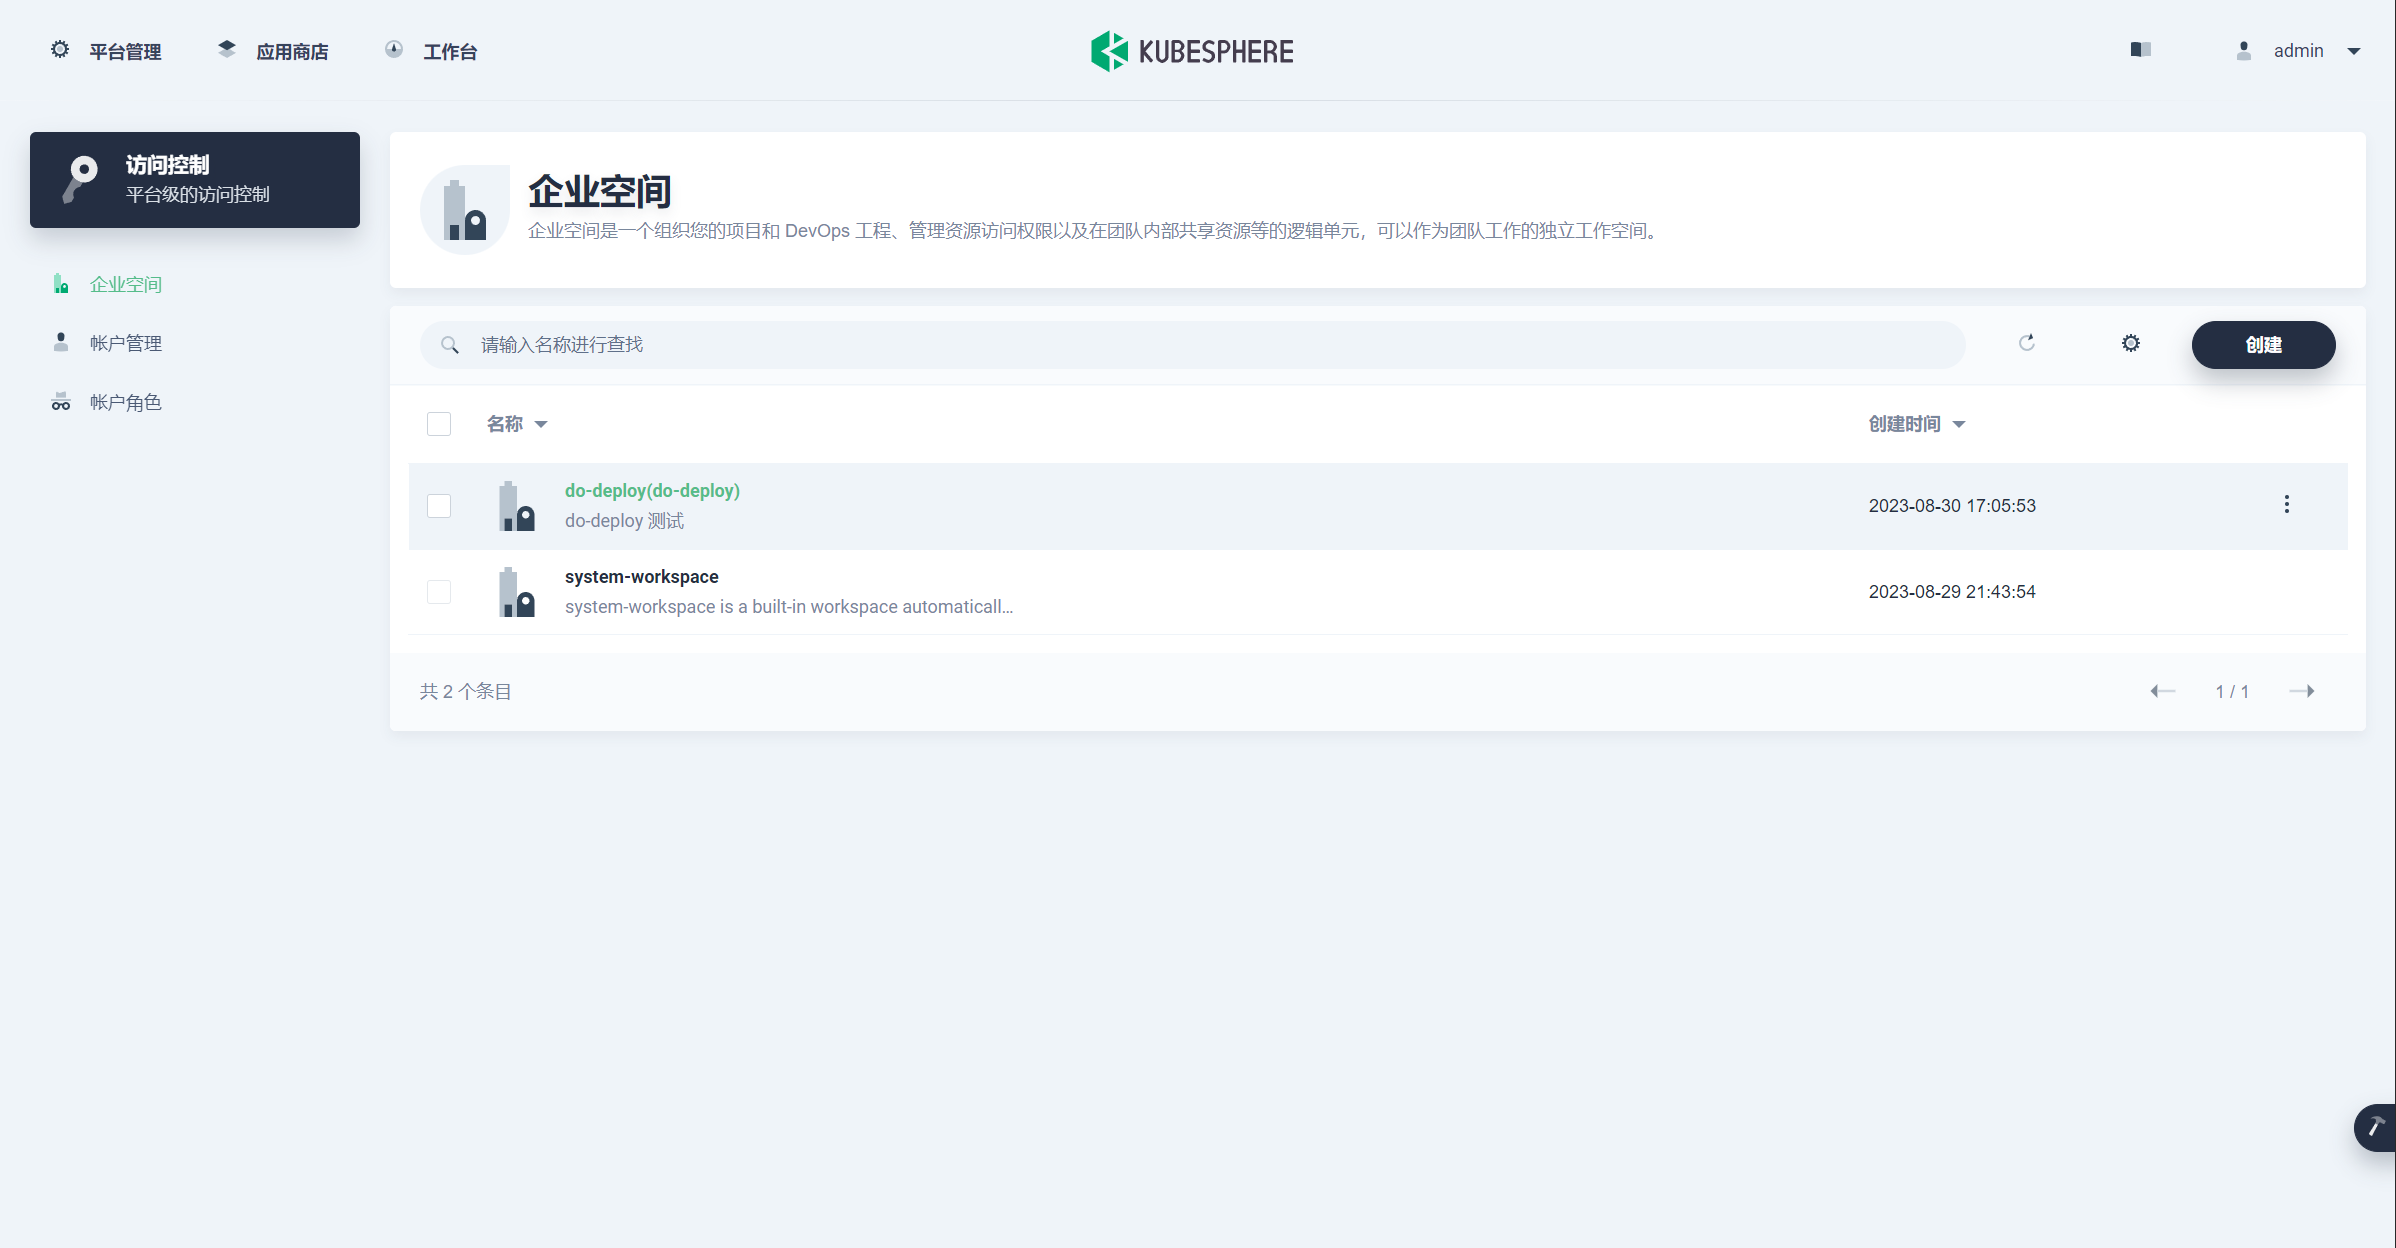 平台管理 应用商店 工作台 KUBESPHERE admin
访问控制
平台级的访问控制
企业空间
帐户管理
帐户角色
企业空间
企业空间是一个组织您的项目和 DevOps 工程、管理资源访问权限以及在团队内部共享资源等的逻辑单元，可以作为团队工作的独立工作空间。
请输入名称进行查找 创建
名称 创建时间
do-deploy(do-deploy) 2023-08-30 17:05:53
do-deploy 测试
system-workspace 2023-08-29 21:43:54
system-workspace is a built-in workspace automaticall...
共 2 个条目 1 / 1